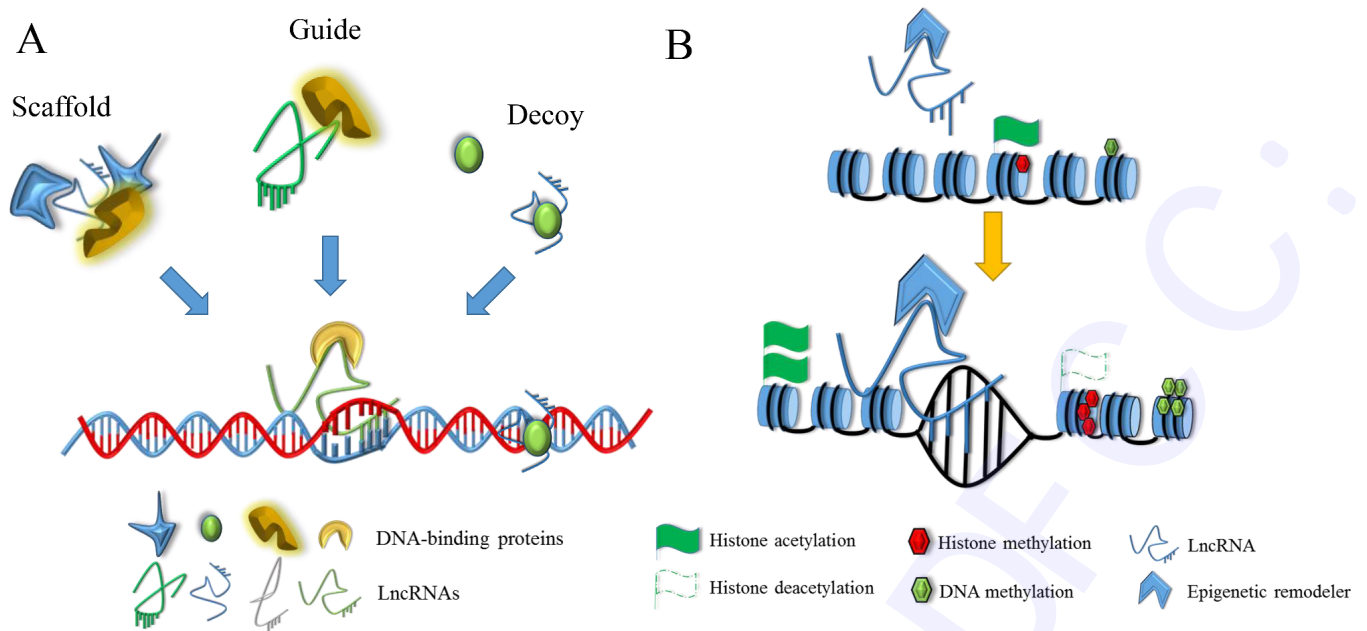 A
Guide
B
Scaffold
Decoy
DNA-binding proteins
LncRNAs
Histone acetylation
Histone methylation
LncRNA
Histone deacetylation
DNA methylation
Epigenetic remodeler